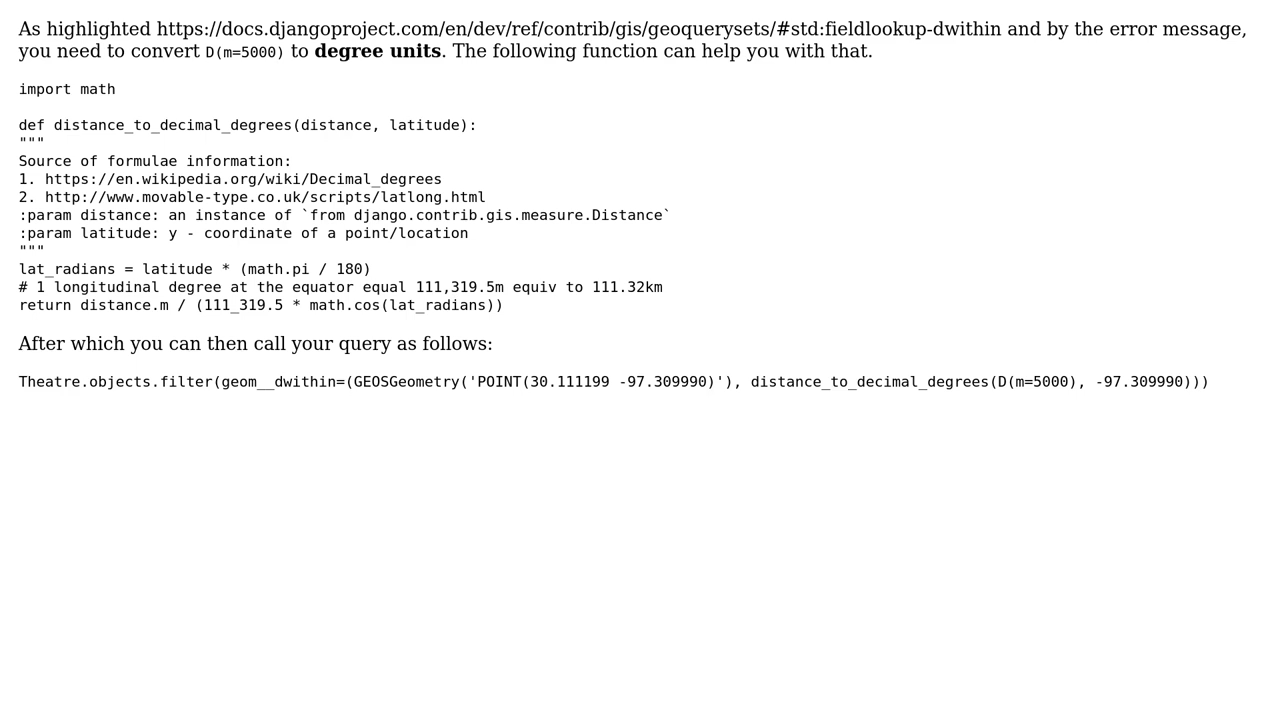 As highlighted https://docs.djangoproject.com/en/dev/ref/contrib/gis/geoquerysets/#std:fieldlookup-dwithin and by the error message,
you need to convert D(m=5000) to degree units. The following function can help you with that.
import math
def distance_to_decimal_degrees(distance, latitude):
"""
Source of formulae information:
1. https://en.wikipedia.org/wiki/Decimal_degrees
2. http://www.movable-type.co.uk/scripts/latlong.html
:param distance: an instance of `from django.contrib.gis.measure.Distance`
:param latitude: y - coordinate of a point/location
"""
lat_radians = latitude * (math.pi / 180)
# 1 longitudinal degree at the equator equal 111,319.5m equiv to 111.32km
return distance.m / (111_319.5 * math.cos(lat_radians))
After which you can then call your query as follows:
Theatre.objects.filter(geom__dwithin=(GEOSGeometry('POINT(30.111199 -97.309990)'), distance_to_decimal_degrees(D(m=5000), -97.309990)))